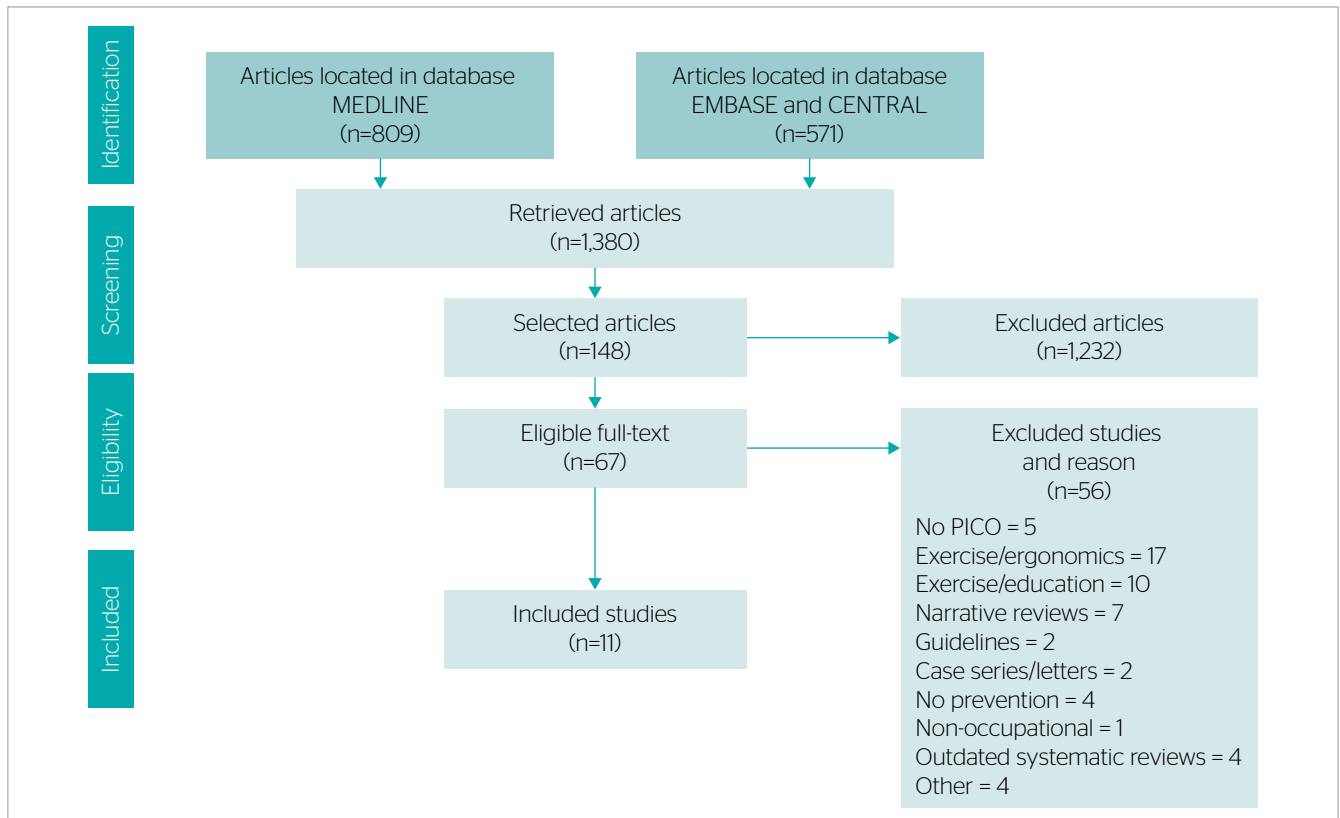 Identification
Articles located in database
MEDLINE
(n=809)
Articles located in database
EMBASE and CENTRAL
(n=571)
Screening
Retrieved articles
(n=1,380)
Selected articles
(n=148)
Excluded articles
(n=1,232)
Eligibility
Eligible full-text
(n=67)
Excluded studies
and reason
(n=56)
No PICO = 5
Exercise/ergonomics = 17
Exercise/education = 10
Narrative reviews = 7
Guidelines = 2
Case series/letters = 2
No prevention = 4
Non-occupational = 1
Outdated systematic reviews = 4
Other = 4
Included
Included studies
(n=11)